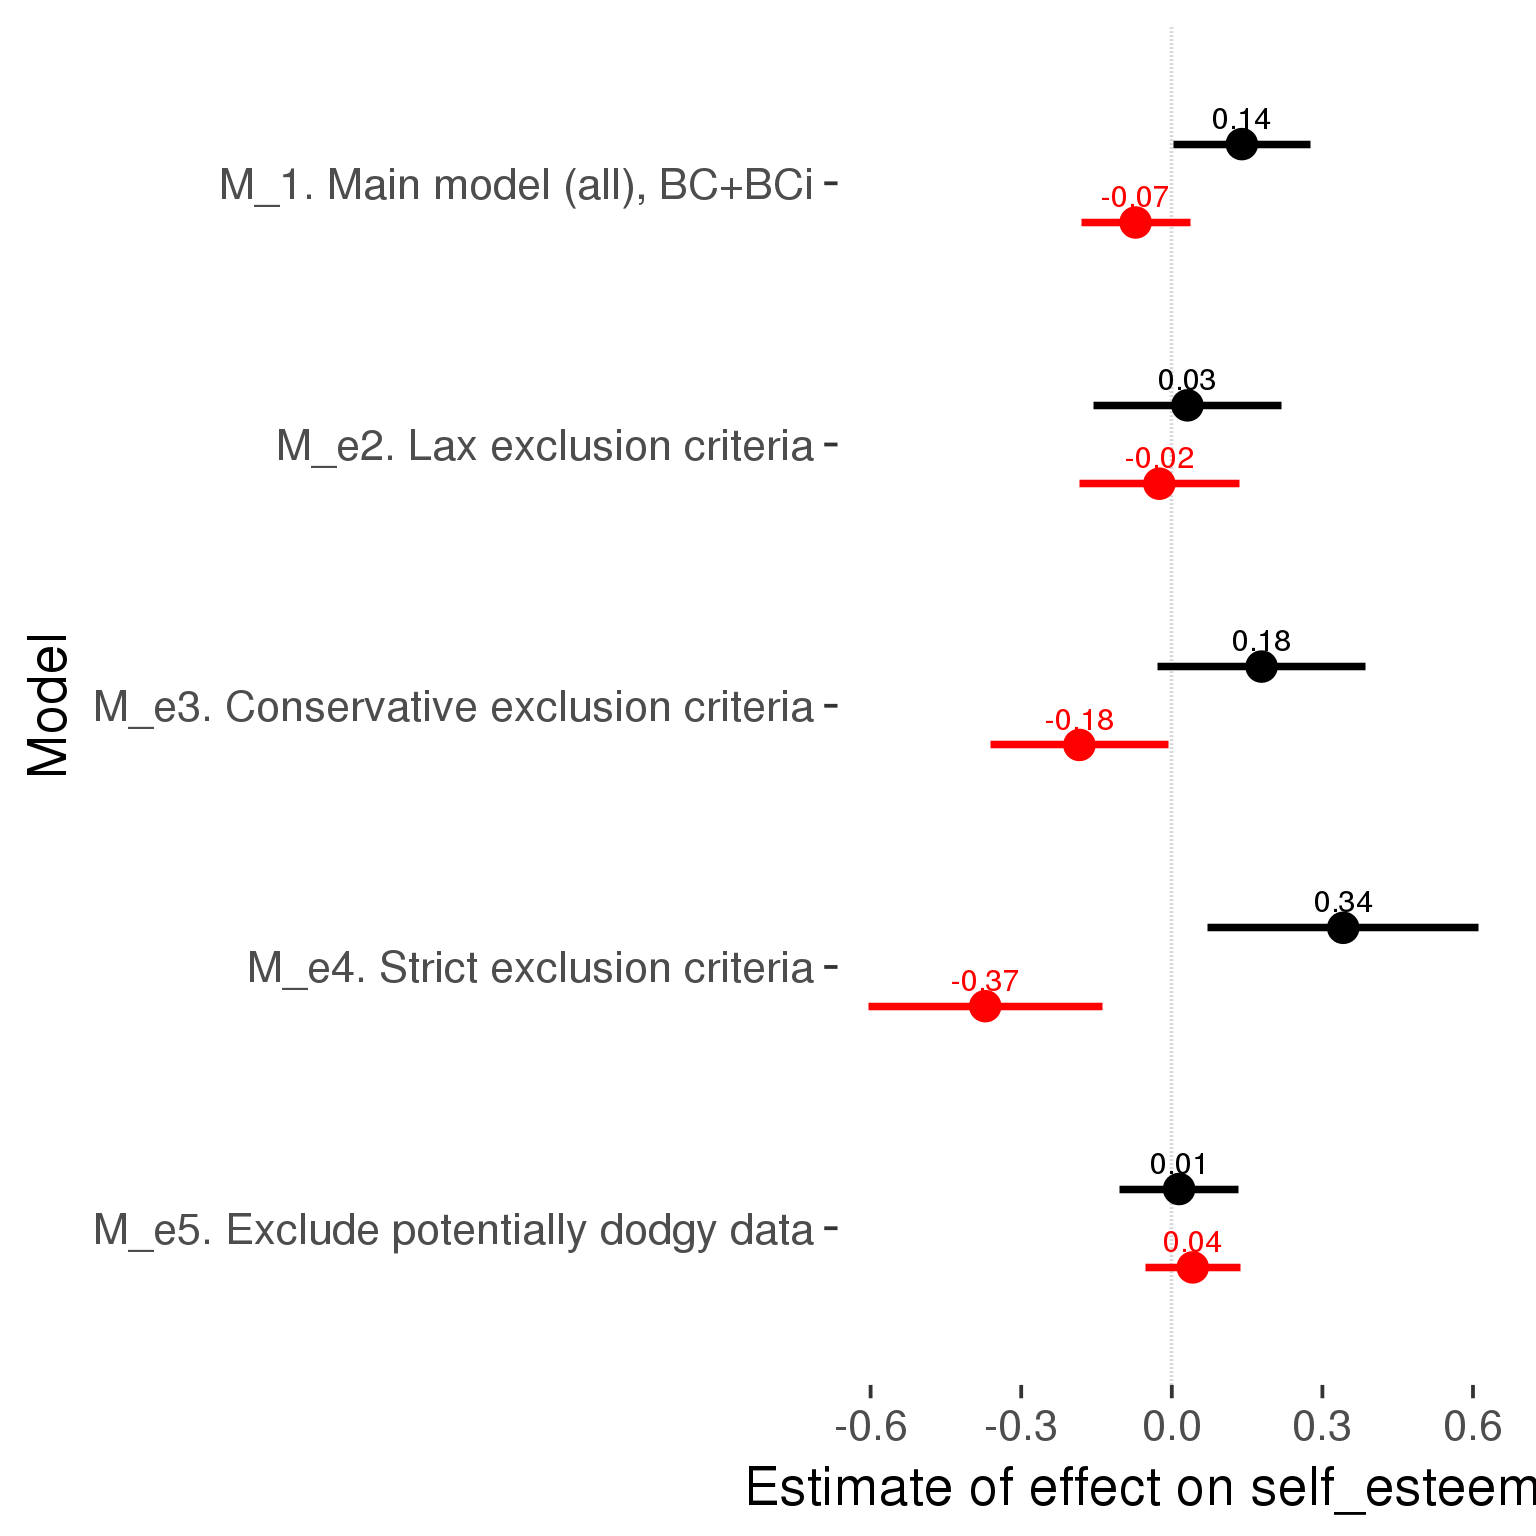 0.14
M_1. Main model (all), BC+BCi
-0.07
0.03
M_e2. Lax exclusion criteria
-0.02
0.18
Model
M_e3. Conservative exclusion criteria
-0.18
0.34
M_e4. Strict exclusion criteria
-0.37
0.01
M_e5. Exclude potentially dodgy data
0.04
-0.6 -0.3 0.0 0.3 0.6
Estimate of effect on self_esteem